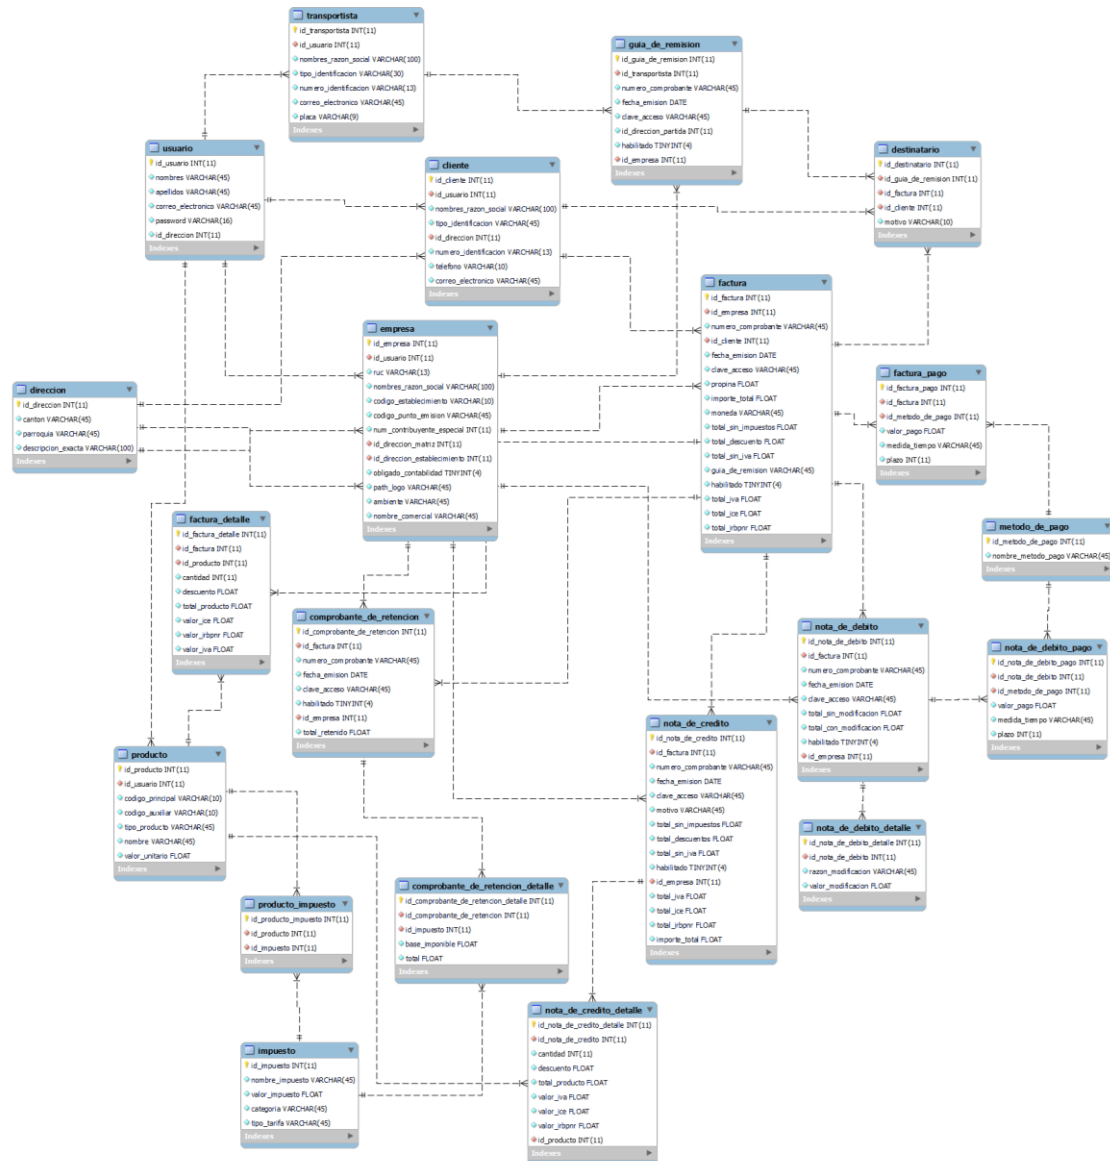 transportista
id_transportista INT(11)
id_usuario INT(11)
nombres_razon_social VARCHAR(100)
tipo_identificacion VARCHAR(30)
numero_identificacion VARCHAR(13)
correo_electronico VARCHAR(45)
placa VARCHAR(9)
Indexes
guia_de_remision
id_guia_de_remision INT(11)
id_transportista INT(11)
numero_comprobante VARCHAR(45)
fecha_emision DATE
clave_acceso VARCHAR(45)
id_direccion_partida INT(11)
habilitado TINYINT(4)
id_empresa INT(11)
Indexes
usuario
id_usuario INT(11)
nombres VARCHAR(45)
apellidos VARCHAR(45)
correo_electronico VARCHAR(45)
password VARCHAR(16)
id_direccion INT(11)
Indexes
cliente
id_cliente INT(11)
id_usuario INT(11)
nombres_razon_social VARCHAR(100)
tipo_identificacion VARCHAR(45)
id_direccion INT(11)
numero_identificacion VARCHAR(13)
telefono VARCHAR(10)
correo_electronico VARCHAR(45)
Indexes
destinatario
id_destinatario INT(11)
id_guia_de_remision INT(11)
id_factura INT(11)
id_cliente INT(11)
motivo VARCHAR(10)
Indexes
factura
id_factura INT(11)
id_empresa INT(11)
numero_comprobante VARCHAR(45)
id_cliente INT(11)
fecha_emision DATE
clave_acceso VARCHAR(45)
propina FLOAT
importe_total FLOAT
moneda VARCHAR(45)
total_sin_impuestos FLOAT
total_descuento FLOAT
total_sin_iva FLOAT
guia_de_remision VARCHAR(45)
habilitado TINYINT(4)
total_iva FLOAT
total_ice FLOAT
total_irbpnr FLOAT
Indexes
empresa
id_empresa INT(11)
id_usuario INT(11)
ruc VARCHAR(13)
nombres_razon_social VARCHAR(100)
codigo_establecimiento VARCHAR(10)
codigo_punto_emision VARCHAR(45)
num_contribuyente_especial INT(11)
id_direccion_matriz INT(11)
id_direccion_establecimiento INT(11)
obligado_contabilidad TINYINT(4)
path_logo VARCHAR(45)
ambiente VARCHAR(45)
nombre_comercial VARCHAR(45)
Indexes
direccion
id_direccion INT(11)
canton VARCHAR(45)
parroquia VARCHAR(45)
descripcion_exacta VARCHAR(100)
Indexes
factura_pago
id_factura_pago INT(11)
id_factura INT(11)
id_metodo_de_pago INT(11)
valor_pago FLOAT
medida_tiempo VARCHAR(45)
plazo INT(11)
Indexes
factura_detalle
id_factura_detalle INT(11)
id_factura INT(11)
id_producto INT(11)
cantidad INT(11)
descuento FLOAT
total_producto FLOAT
valor_ice FLOAT
valor_irbpnr FLOAT
valor_iva FLOAT
Indexes
metodo_de_pago
id_metodo_de_pago INT(11)
nombre_metodo_pago VARCHAR(45)
Indexes
comprobante_de_retencion
id_comprobante_de_retencion INT(11)
id_factura INT(11)
numero_comprobante VARCHAR(45)
fecha_emision DATE
clave_acceso VARCHAR(45)
habilitado TINYINT(4)
id_empresa INT(11)
total_retenido FLOAT
Indexes
nota_de_debito
id_nota_de_debito INT(11)
id_factura INT(11)
numero_comprobante VARCHAR(45)
fecha_emision DATE
clave_acceso VARCHAR(45)
total_sin_modificacion FLOAT
total_con_modificacion FLOAT
habilitado TINYINT(4)
id_empresa INT(11)
Indexes
nota_de_debito_pago
id_nota_de_debito_pago INT(11)
id_nota_de_debito INT(11)
id_metodo_de_pago INT(11)
valor_pago FLOAT
medida_tiempo VARCHAR(45)
plazo INT(11)
Indexes
nota_de_credito
id_nota_de_credito INT(11)
id_factura INT(11)
numero_comprobante VARCHAR(45)
fecha_emision DATE
clave_acceso VARCHAR(45)
motivo VARCHAR(45)
total_sin_impuestos FLOAT
total_descuentos FLOAT
total_sin_iva FLOAT
habilitado TINYINT(4)
id_empresa INT(11)
total_iva FLOAT
total_ice FLOAT
total_irbpnr FLOAT
importe_total FLOAT
Indexes
producto
id_producto INT(11)
id_usuario INT(11)
codigo_principal VARCHAR(10)
codigo_auxiliar VARCHAR(10)
tipo_producto VARCHAR(45)
nombre VARCHAR(45)
valor_unitario FLOAT
Indexes
nota_de_debito_detalle
id_nota_de_debito_detalle INT(11)
id_nota_de_debito INT(11)
razon_modificacion VARCHAR(45)
valor_modificacion FLOAT
Indexes
comprobante_de_retencion_detalle
id_comprobante_de_retencion_detalle INT(11)
id_comprobante_de_retencion INT(11)
id_impuesto INT(11)
base_imponible FLOAT
total FLOAT
Indexes
producto_impuesto
id_producto_impuesto INT(11)
id_producto INT(11)
id_impuesto INT(11)
Indexes
nota_de_credito_detalle
id_nota_de_credito_detalle INT(11)
id_nota_de_credito INT(11)
cantidad INT(11)
descuento FLOAT
total_producto FLOAT
valor_iva FLOAT
valor_ice FLOAT
valor_irbpnr FLOAT
id_producto INT(11)
Indexes
impuesto
id_impuesto INT(11)
nombre_impuesto VARCHAR(45)
valor_impuesto FLOAT
categoria VARCHAR(45)
tipo_tarifa VARCHAR(45)
Indexes